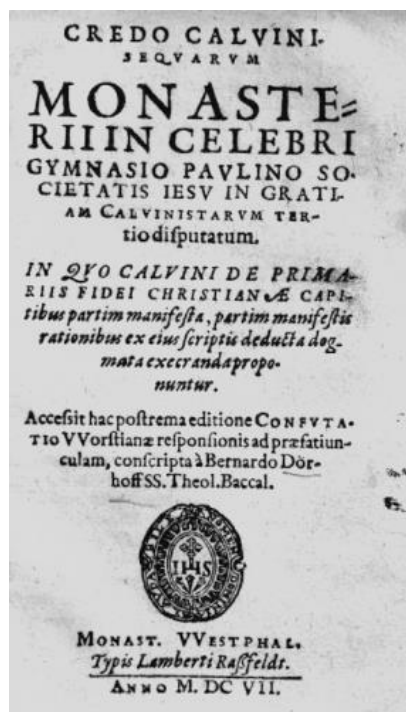 CREDO CALVINI-
SEQVARVM
MONASTE=
RII IN CELEBRI
GYMNASIO PAVLINO SO-
CIETATIS IESV IN GRATI-
AM CALVINISTARVM TER-
tio disputatum.
IN QVO CALVINI DE PRIMA-
RIIS FIDEI CHRISTIANÆ CAPI-
tibus partim manifesta, partim manifestis
rationibus ex eius scriptis deducta dog-
mata execranda propo-
nuntur.
Accessit hac postrema editione CONFVTA-
TIO VVorstianæ responsionis ad præfatiun-
culam, conscripta à Bernardo Dör-
hoff SS. Theol. Baccal.
IHS
MONAST. VVESTPHAL.
Typis Lamberti Raßfeldt.
ANNO M. DC VII.